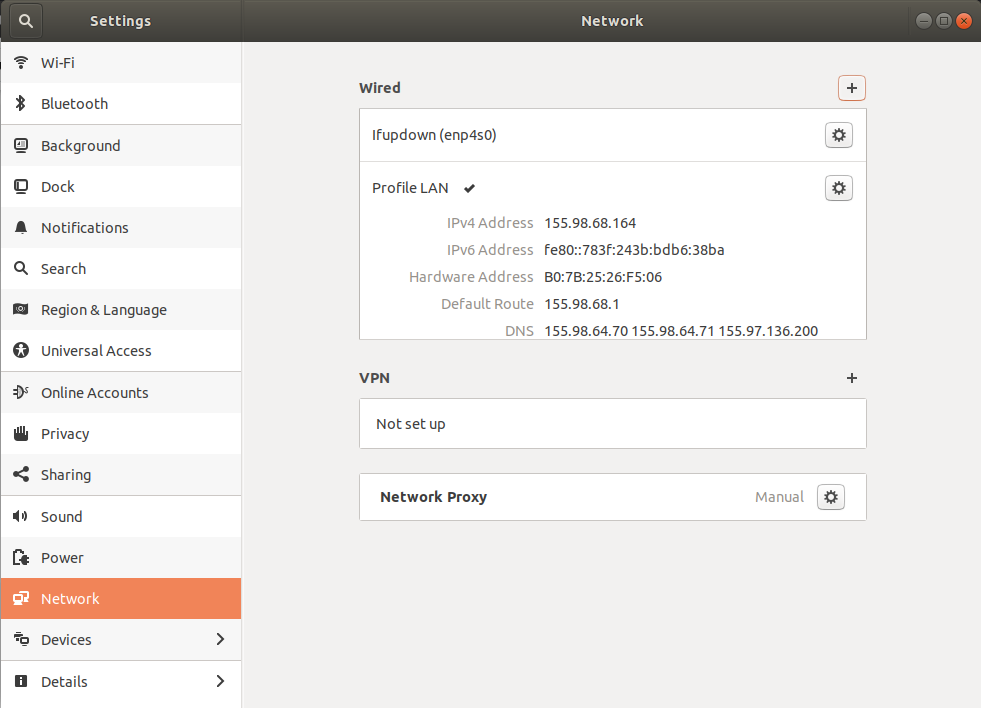 Settings
Network
Wi-Fi
Bluetooth
Background
Dock
Notifications
Search
Region & Language
Universal Access
Online Accounts
Privacy
Sharing
Sound
Power
Network
Devices
Details
Wired
Ifupdown (enp4s0)
Profile LAN
IPv4 Address 155.98.68.164
IPv6 Address fe80::783f:243b:bdb6:38ba
Hardware Address B0:7B:25:26:F5:06
Default Route 155.98.68.1
DNS 155.98.64.70 155.98.64.71 155.97.136.200
VPN
Not set up
Network Proxy Manual